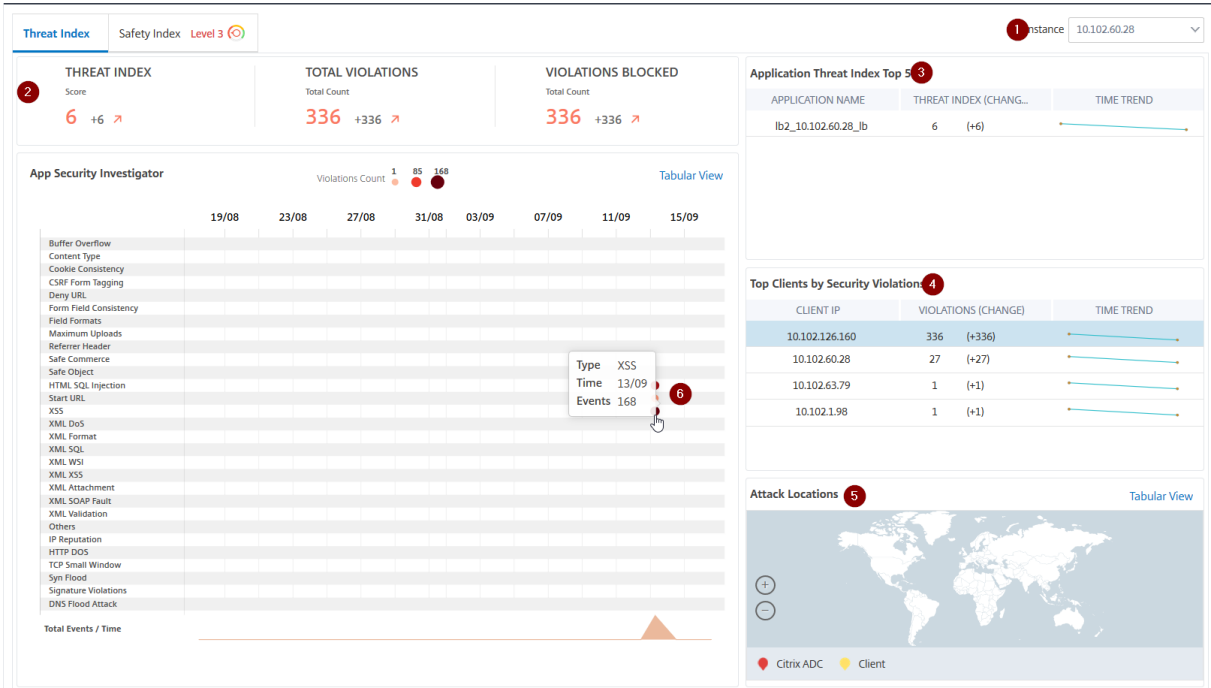 Threat Index
Safety Index Level 3
1 nstance 10.102.60.28
2
THREAT INDEX
Score
6 +6
TOTAL VIOLATIONS
Total Count
336 +336
VIOLATIONS BLOCKED
Total Count
336 +336
Application Threat Index Top 5 3
APPLICATION NAME THREAT INDEX (CHANG... TIME TREND
lb2_10.102.60.28_lb 6 (+6)
App Security Investigator
Violations Count 1 85 168
Tabular View
19/08 23/08 27/08 31/08 03/09 07/09 11/09 15/09
Buffer Overflow
Content Type
Cookie Consistency
CSRF Form Tagging
Deny URL
Form Field Consistency
Field Formats
Maximum Uploads
Referrer Header
Safe Commerce
Safe Object
HTML SQL Injection
Start URL
XSS
XML DoS
XML Format
XML SQL
XML WSI
XML XSS
XML Attachment
XML SOAP Fault
XML Validation
Others
IP Reputation
HTTP DOS
TCP Small Window
Syn Flood
Signature Violations
DNS Flood Attack
Total Events / Time
Type XSS
Time 13/09
Events 168
6
Top Clients by Security Violations 4
CLIENT IP VIOLATIONS (CHANGE) TIME TREND
10.102.126.160 336 (+336)
10.102.60.28 27 (+27)
10.102.63.79 1 (+1)
10.102.1.98 1 (+1)
Attack Locations 5
Tabular View
+
−
Citrix ADC Client